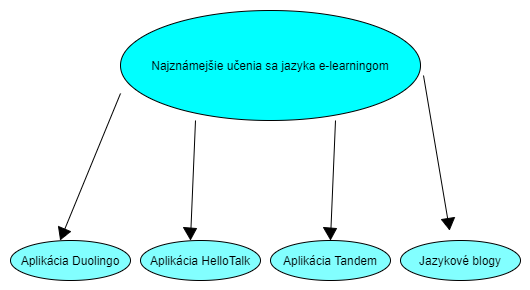 Najznámejšie učenia sa jazyka e-learningom
Aplikácia Duolingo
Aplikácia HelloTalk
Aplikácia Tandem
Jazykové blogy